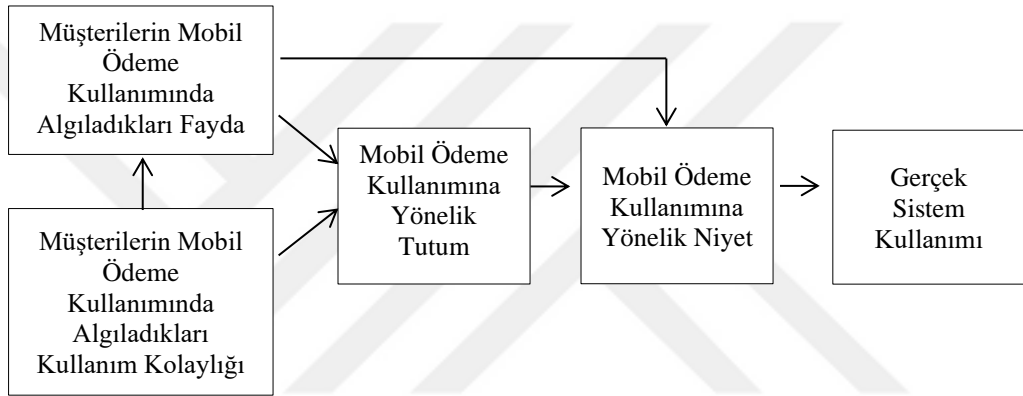 Müşterilerin Mobil
Ödeme
Kullanımında
Algıladıkları Fayda
Müşterilerin Mobil
Ödeme
Kullanımında
Algıladıkları
Kullanım Kolaylığı
Mobil Ödeme
Kullanımına
Yönelik
Tutum
Mobil Ödeme
Kullanımına
Yönelik Niyet
Gerçek
Sistem
Kullanımı